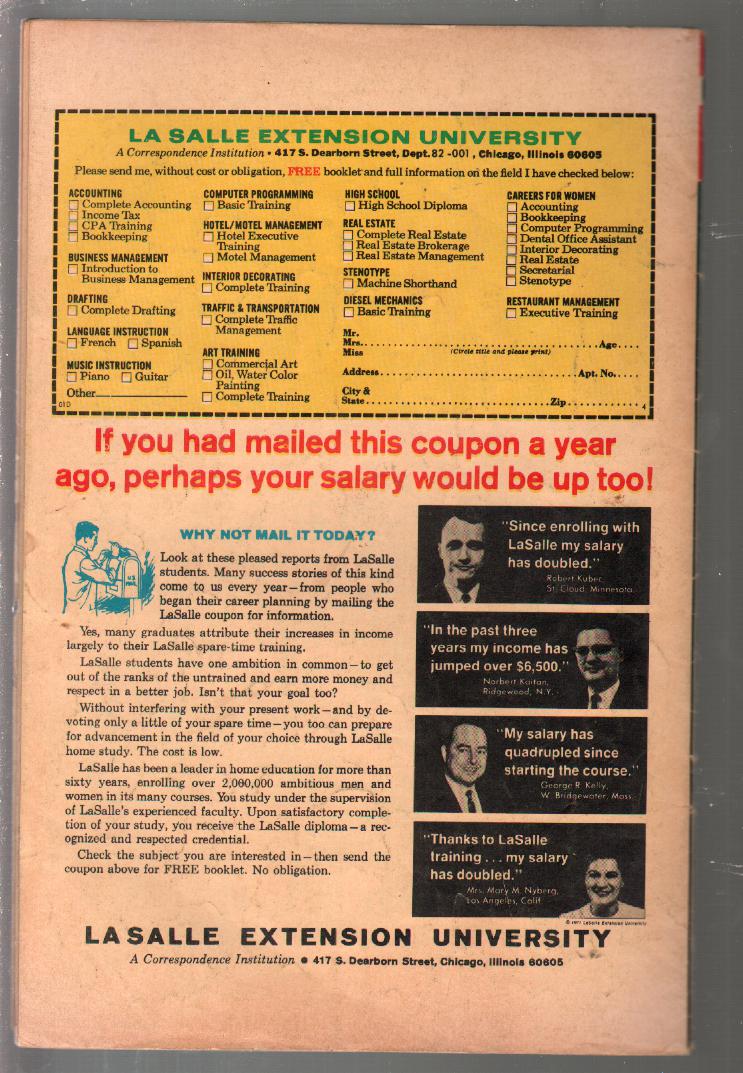 LA SALLE EXTENSION UNIVERSITY
A Correspondence Institution • 417 S. Dearborn Street, Dept. 82-001, Chicago, Illinois 60605
Please send me, without cost or obligation, FREE booklet and full information on the field I have checked below:
ACCOUNTING
Complete Accounting
Income Tax
CPA Training
Bookkeeping
BUSINESS MANAGEMENT
Introduction to
Business Management
DRAFTING
Complete Drafting
LANGUAGE INSTRUCTION
French Spanish
MUSIC INSTRUCTION
Piano Guitar
Other
010
COMPUTER PROGRAMMING
Basic Training
HOTEL/MOTEL MANAGEMENT
Hotel Executive
Training
Motel Management
INTERIOR DECORATING
Complete Training
TRAFFIC & TRANSPORTATION
Complete Traffic
Management
ART TRAINING
Commercial Art
Oil, Water Color
Painting
Complete Training
HIGH SCHOOL
High School Diploma
REAL ESTATE
Complete Real Estate
Real Estate Brokerage
Real Estate Management
STENOTYPE
Machine Shorthand
DIESEL MECHANICS
Basic Training
CAREERS FOR WOMEN
Accounting
Bookkeeping
Computer Programming
Dental Office Assistant
Interior Decorating
Real Estate
Secretarial
Stenotype
RESTAURANT MANAGEMENT
Executive Training
Mr.
Mrs. Age
Miss (Circle title and please print)
Address Apt. No.
City &
State Zip
If you had mailed this coupon a year
ago, perhaps your salary would be up too!
U.S.
MAIL
WHY NOT MAIL IT TODAY?
Look at these pleased reports from LaSalle
students. Many success stories of this kind
come to us every year—from people who
began their career planning by mailing the
LaSalle coupon for information.
Yes, many graduates attribute their increases in income
largely to their LaSalle spare-time training.
LaSalle students have one ambition in common—to get
out of the ranks of the untrained and earn more money and
respect in a better job. Isn't that your goal too?
Without interfering with your present work—and by de-
voting only a little of your spare time—you too can prepare
for advancement in the field of your choice through LaSalle
home study. The cost is low.
LaSalle has been a leader in home education for more than
sixty years, enrolling over 2,000,000 ambitious men and
women in its many courses. You study under the supervision
of LaSalle's experienced faculty. Upon satisfactory comple-
tion of your study, you receive the LaSalle diploma—a rec-
ognized and respected credential.
Check the subject you are interested in—then send the
coupon above for FREE booklet. No obligation.
"Since enrolling with
LaSalle my salary
has doubled."
Robert Kuber,
St. Cloud, Minnesota
"In the past three
years my income has
jumped over $6,500."
Norbert Kaitan,
Ridgewood, N.Y.
"My salary has
quadrupled since
starting the course."
George R. Kelly,
W. Bridgewater, Mass.
"Thanks to LaSalle
training . . . my salary
has doubled."
Mrs. Mary M. Nyberg,
Los Angeles, Calif.
© 1971 LaSalle Extension University
LASALLE EXTENSION UNIVERSITY
A Correspondence Institution • 417 S. Dearborn Street, Chicago, Illinois 60605